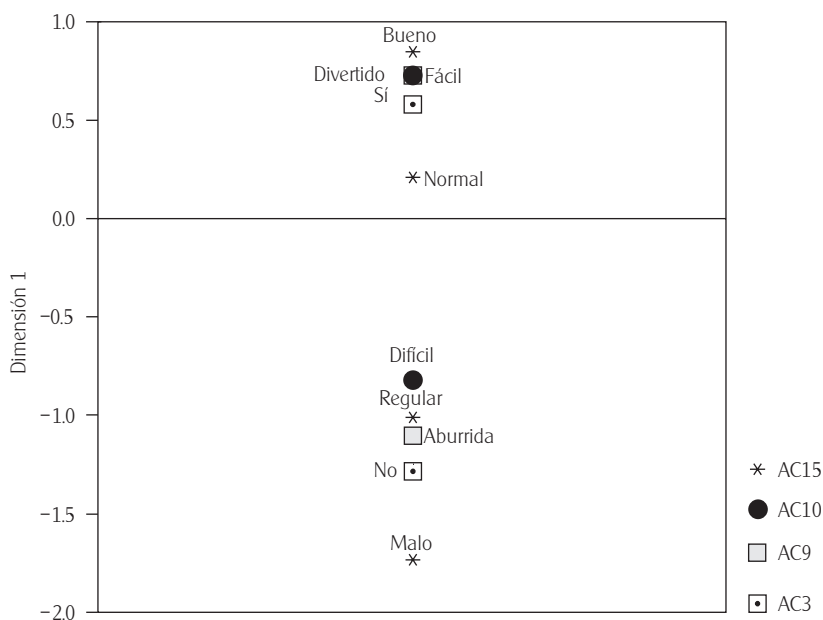 1.0
Bueno
Divertido
Fácil
Sí
0.5
Normal
0.0
Dimensión 1
−0.5
Difícil
Regular
−1.0
Aburrida
No
−1.5
Malo
−2.0
AC15
AC10
AC9
AC3